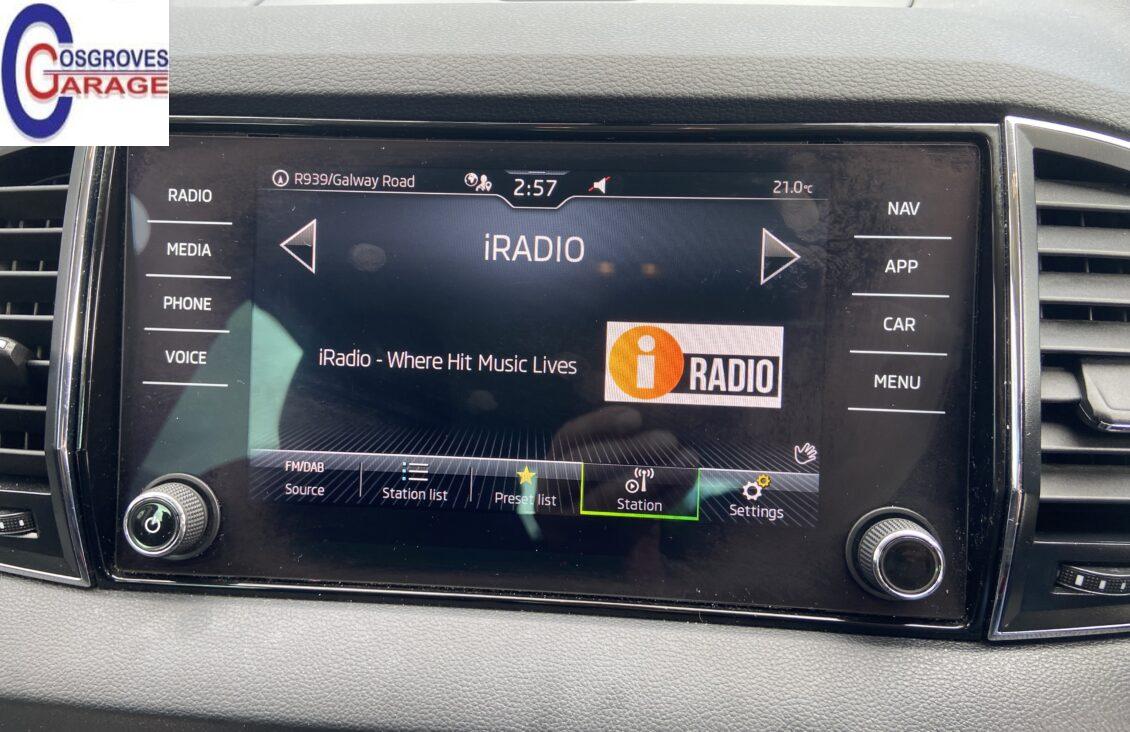 COSGROVES
GARAGE
RADIO
MEDIA
PHONE
VOICE
R939/Galway Road
2:57
21.0°C
iRADIO
iRadio - Where Hit Music Lives
i RADIO
FM/DAB
Source
Station list
Preset list
Station
Settings
NAV
APP
CAR
MENU